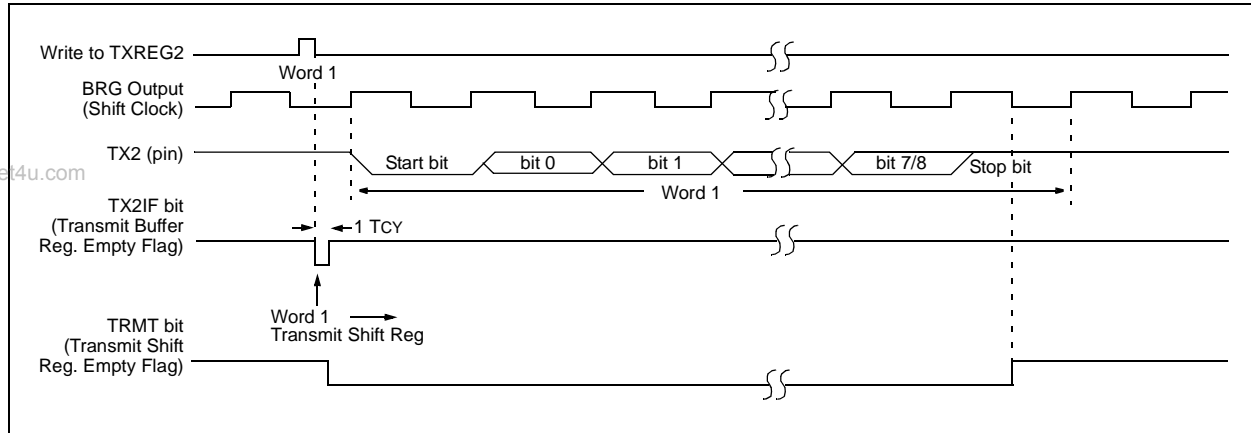 Write to TXREG2
Word 1
BRG Output
(Shift Clock)
TX2 (pin)
Start bit
bit 0
bit 1
bit 7/8
Stop bit
et4u.com
Word 1
TX2IF bit
(Transmit Buffer
Reg. Empty Flag)
1 TCY
Word 1
Transmit Shift Reg
TRMT bit
(Transmit Shift
Reg. Empty Flag)